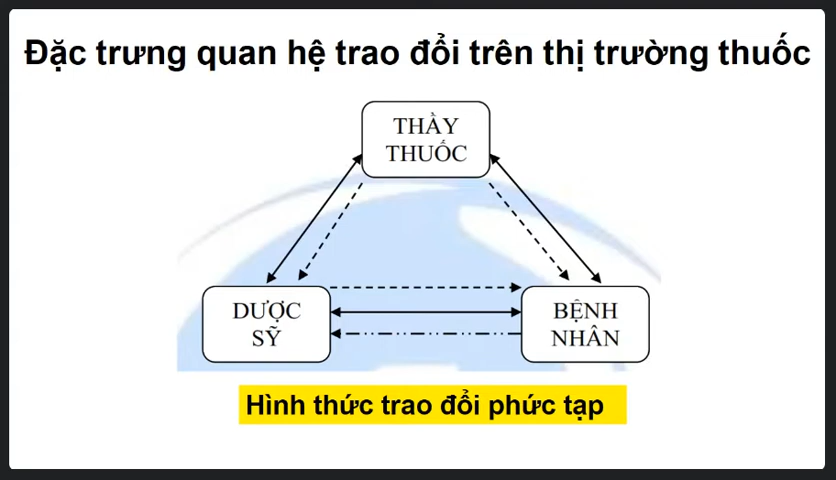 Đặc trưng quan hệ trao đổi trên thị trường thuốc
THẦY
THUỐC
DƯỢC
SỸ
BỆNH
NHÂN
Hình thức trao đổi phức tạp